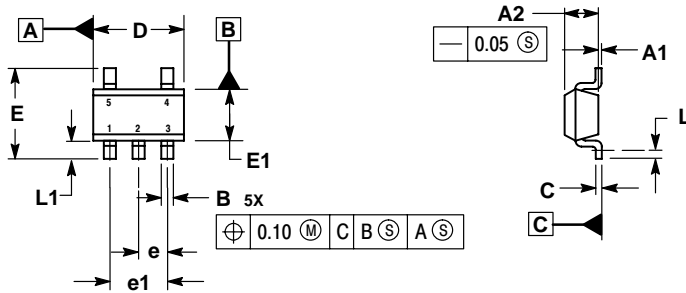 A2
A D B
— 0.05 Ⓢ
A1
5 4
E
1 2 3
L
E1
L1
B 5X
C
⌖ 0.10 Ⓜ C B Ⓢ A Ⓢ
C
e
e1